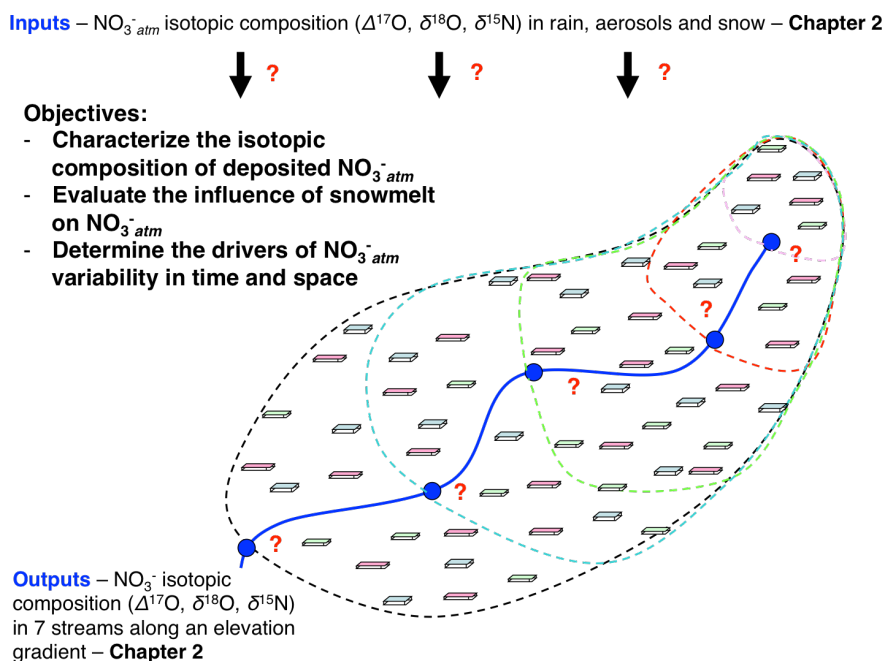 Inputs – NO₃⁻atm isotopic composition (Δ¹⁷O, δ¹⁸O, δ¹⁵N) in rain, aerosols and snow – Chapter 2
? ? ?
Objectives:
- Characterize the isotopic
composition of deposited NO₃⁻atm
- Evaluate the influence of snowmelt
on NO₃⁻atm
- Determine the drivers of NO₃⁻atm
variability in time and space
?
?
?
?
?
Outputs – NO₃⁻ isotopic
composition (Δ¹⁷O, δ¹⁸O, δ¹⁵N)
in 7 streams along an elevation
gradient – Chapter 2